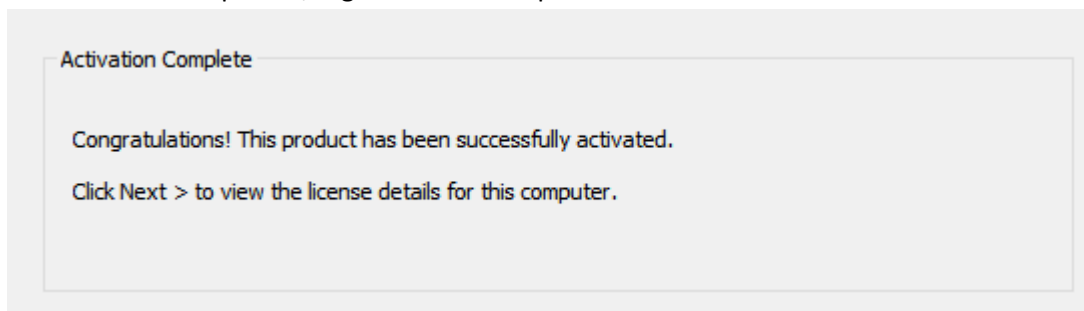 Activation Complete
Congratulations! This product has been successfully activated.
Click Next > to view the license details for this computer.